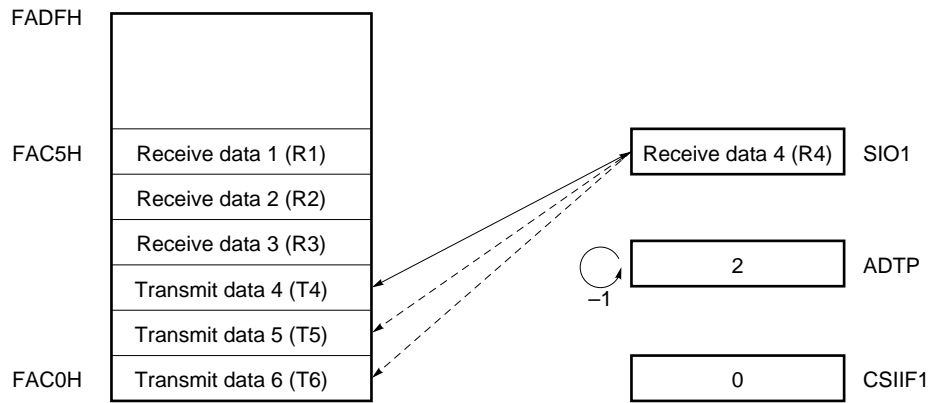 FADFH
FAC5H Receive data 1 (R1) Receive data 4 (R4) SIO1
Receive data 2 (R2)
Receive data 3 (R3) 2 ADTP
Transmit data 4 (T4) –1
Transmit data 5 (T5)
FAC0H Transmit data 6 (T6) 0 CSIIF1